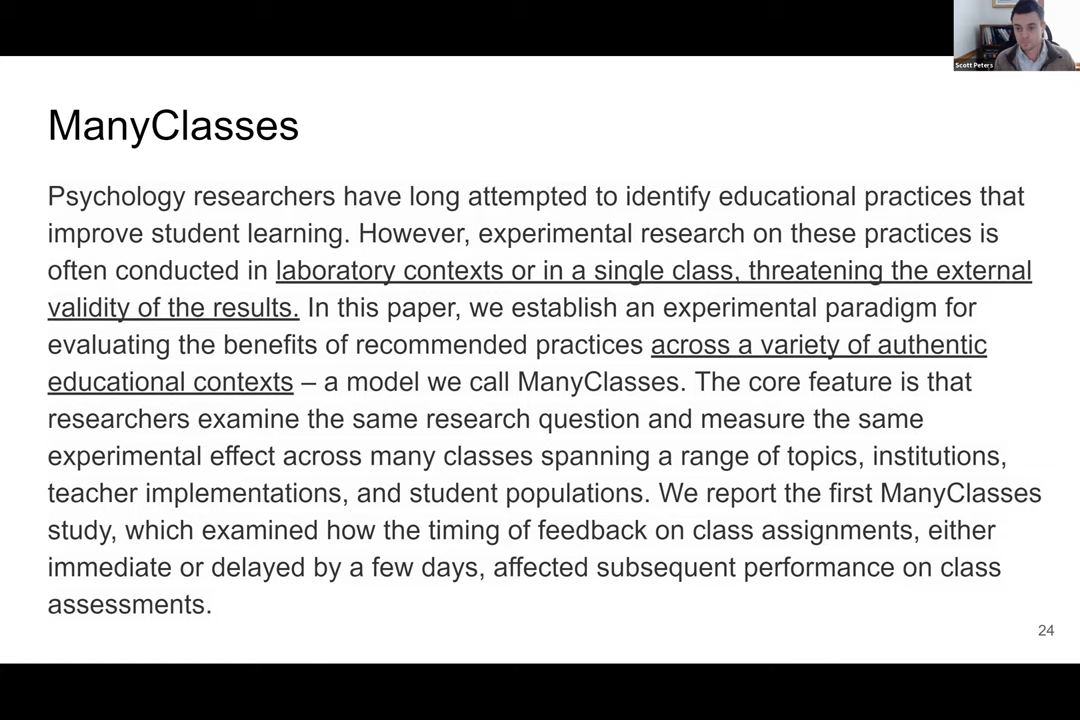 Scott Peters
ManyClasses
Psychology researchers have long attempted to identify educational practices that
improve student learning. However, experimental research on these practices is
often conducted in laboratory contexts or in a single class, threatening the external
validity of the results. In this paper, we establish an experimental paradigm for
evaluating the benefits of recommended practices across a variety of authentic
educational contexts – a model we call ManyClasses. The core feature is that
researchers examine the same research question and measure the same
experimental effect across many classes spanning a range of topics, institutions,
teacher implementations, and student populations. We report the first ManyClasses
study, which examined how the timing of feedback on class assignments, either
immediate or delayed by a few days, affected subsequent performance on class
assessments.
24